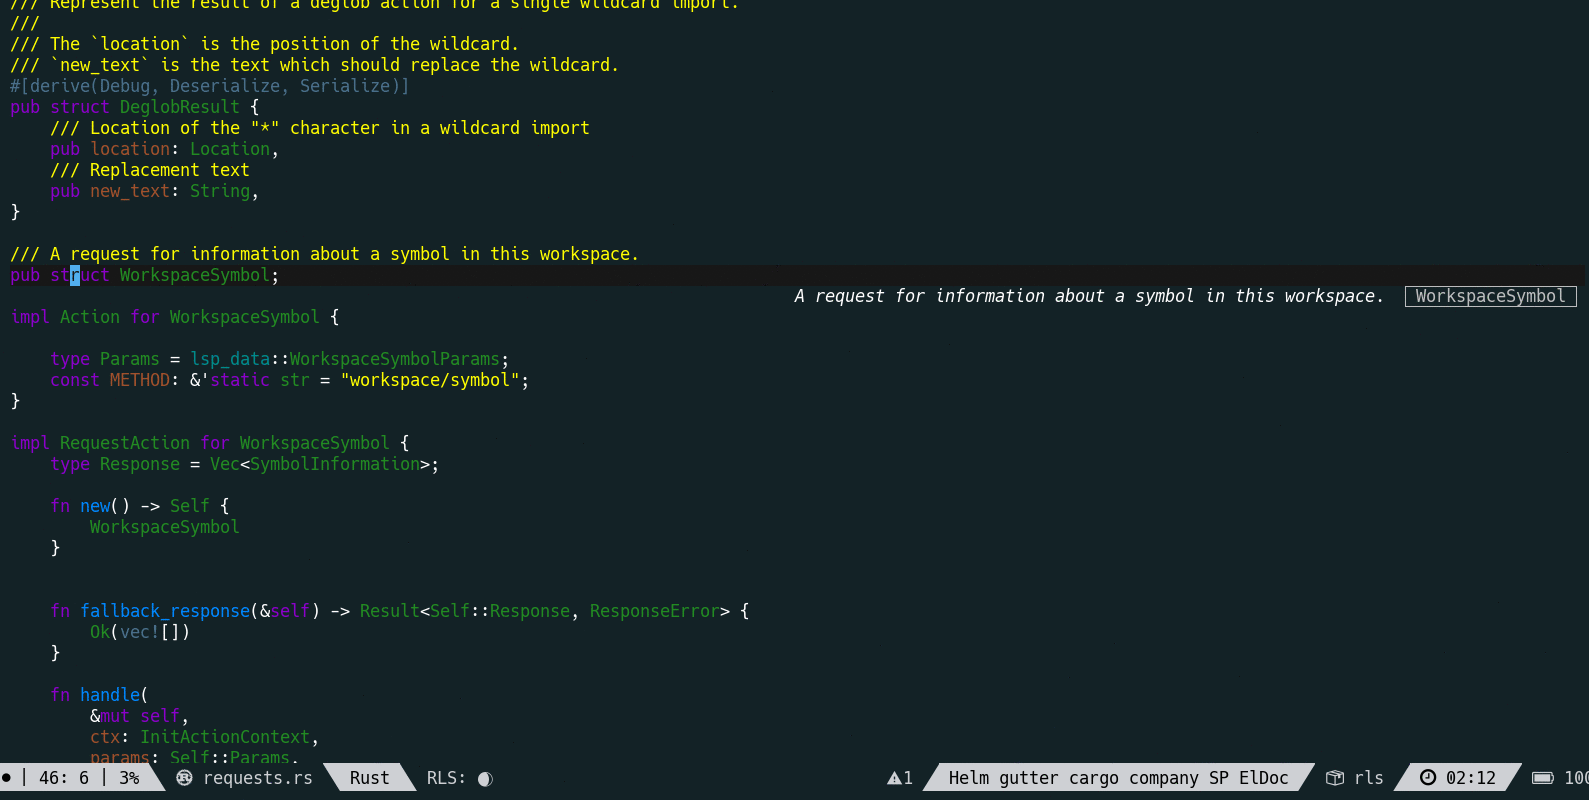 /// Represent the result of a deglob action for a single wildcard import.
///
/// The `location` is the position of the wildcard.
/// `new_text` is the text which should replace the wildcard.
#[derive(Debug, Deserialize, Serialize)]
pub struct DeglobResult {
    /// Location of the "*" character in a wildcard import
    pub location: Location,
    /// Replacement text
    pub new_text: String,
}
/// A request for information about a symbol in this workspace.
pub struct WorkspaceSymbol;
A request for information about a symbol in this workspace. WorkspaceSymbol
impl Action for WorkspaceSymbol {
    type Params = lsp_data::WorkspaceSymbolParams;
    const METHOD: &'static str = "workspace/symbol";
}
impl RequestAction for WorkspaceSymbol {
    type Response = Vec<SymbolInformation>;
    fn new() -> Self {
        WorkspaceSymbol
    }
    fn fallback_response(&self) -> Result<Self::Response, ResponseError> {
        Ok(vec![])
    }
    fn handle(
        &mut self,
        ctx: InitActionContext,
        params: Self::Params,
● | 46: 6 | 3% requests.rs Rust RLS: 1 Helm gutter cargo company SP ElDoc rls 02:12 100